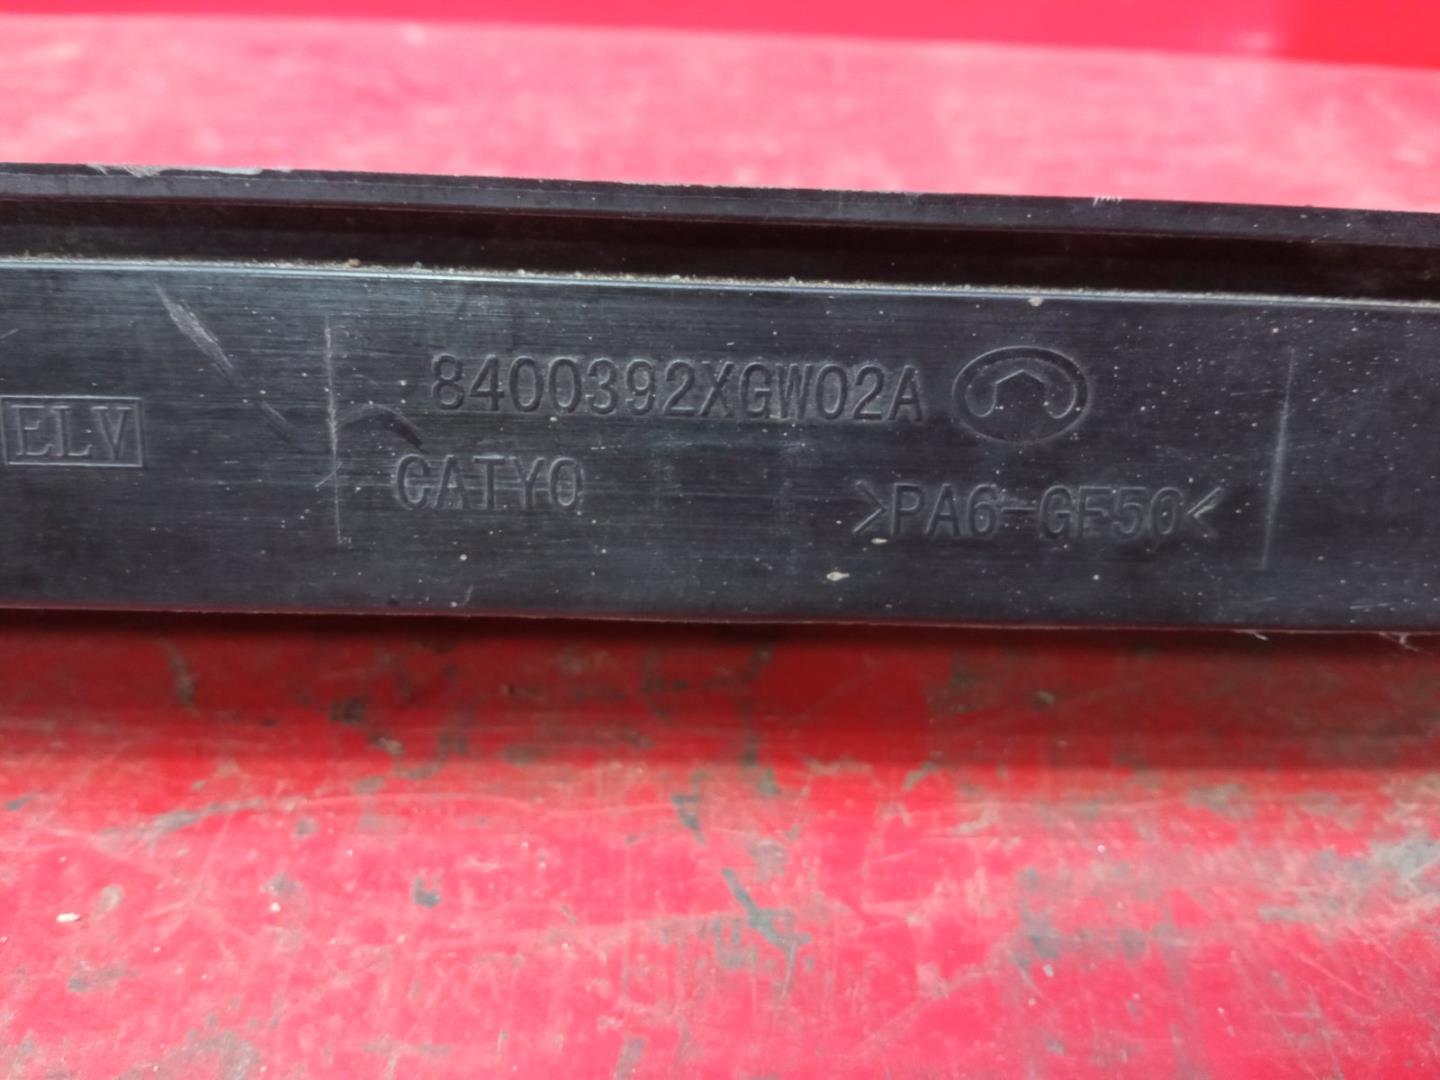 8400392XGW02A
ELV
CATYO
>PA6-GF50<